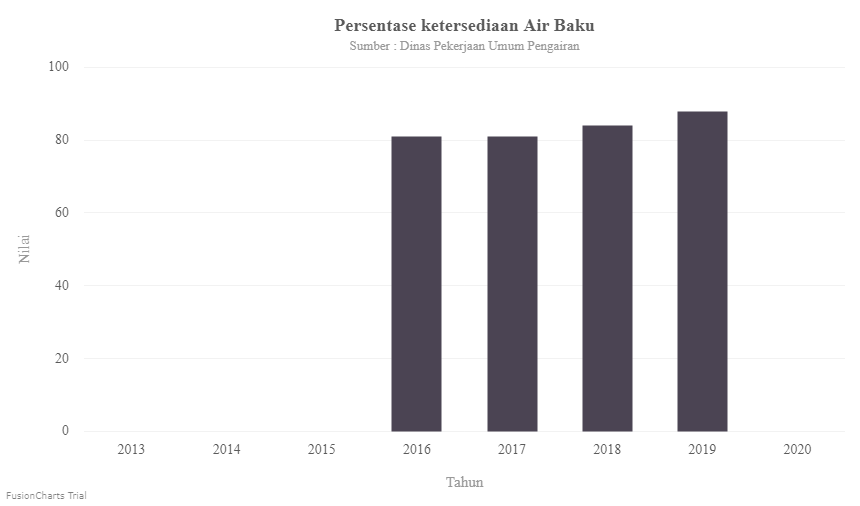 Persentase ketersediaan Air Baku
Sumber : Dinas Pekerjaan Umum Pengairan
100
80
60
40
20
0
Nilai
2013 2014 2015 2016 2017 2018 2019 2020
Tahun
FusionCharts Trial